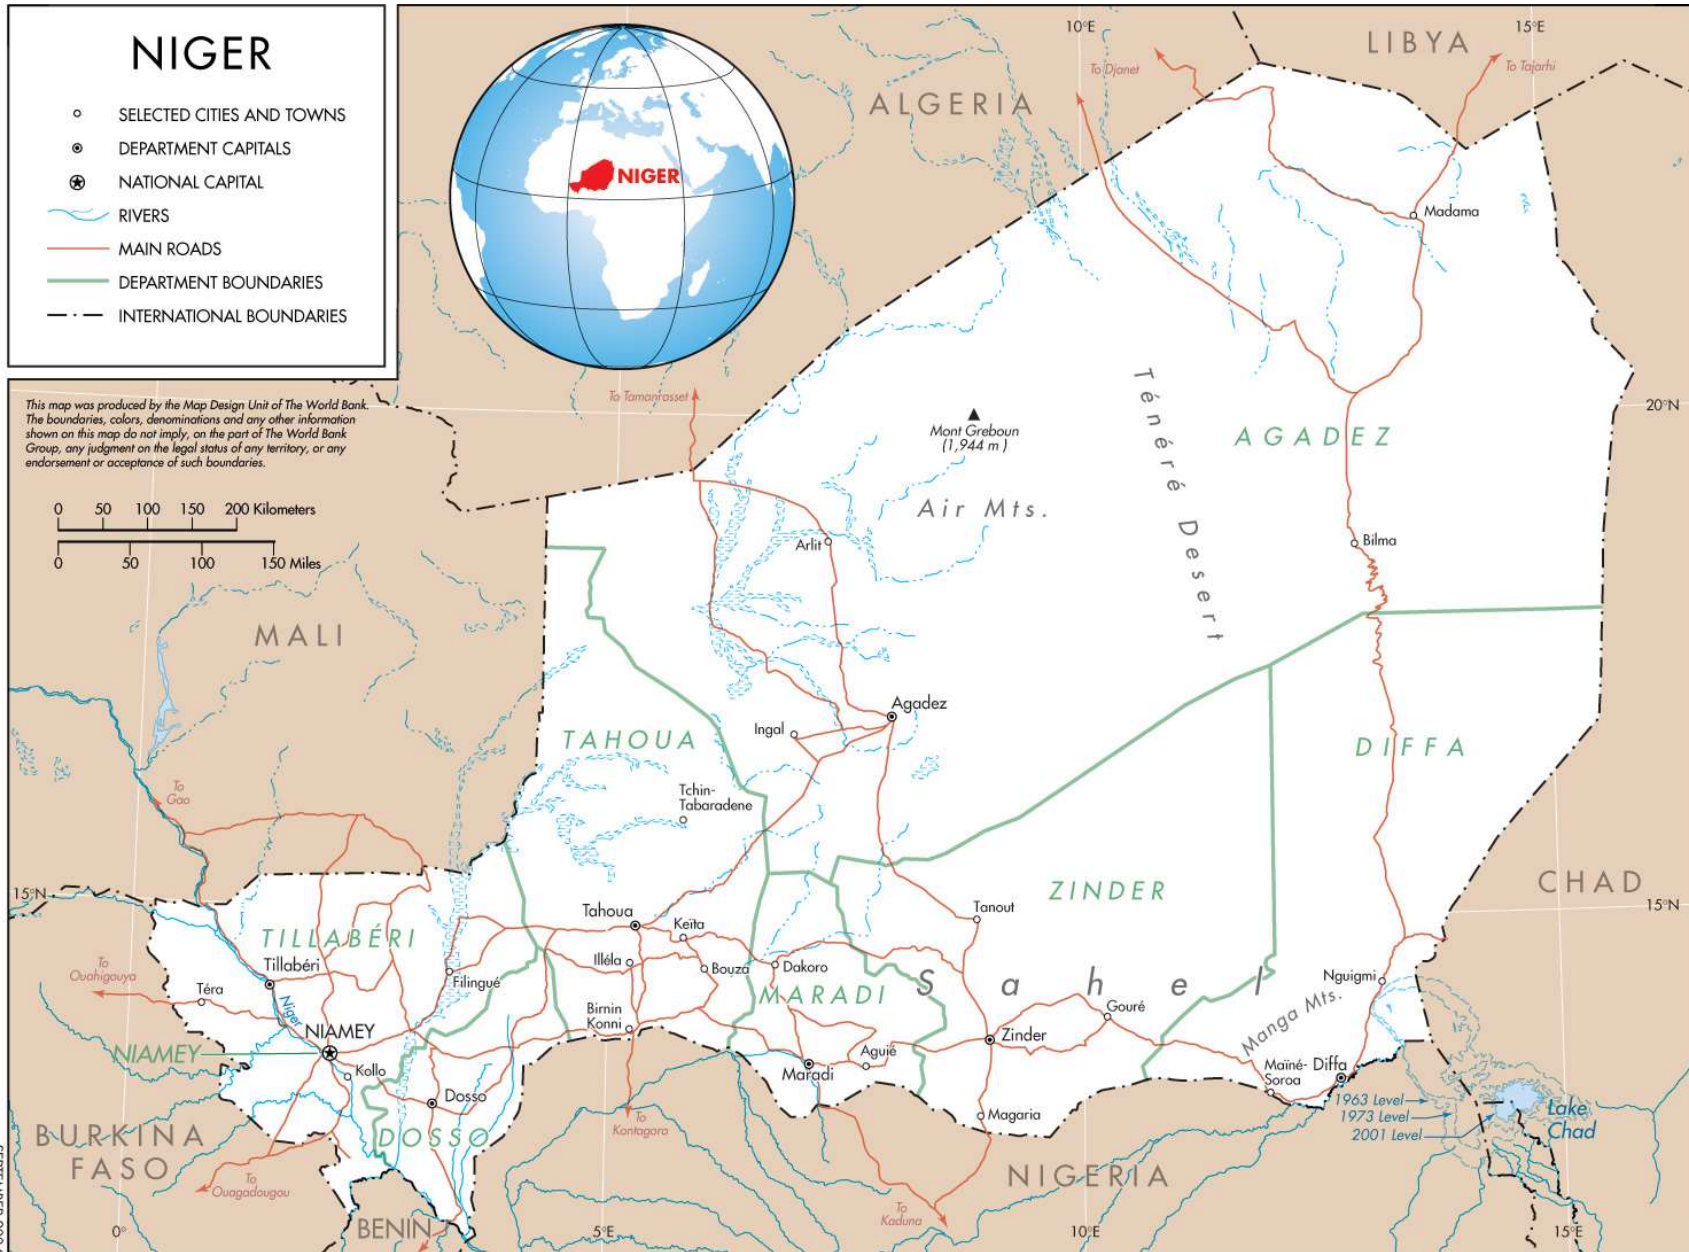 NIGER
SELECTED CITIES AND TOWNS
DEPARTMENT CAPITALS
NATIONAL CAPITAL
RIVERS
MAIN ROADS
DEPARTMENT BOUNDARIES
INTERNATIONAL BOUNDARIES
NIGER
This map was produced by the Map Design Unit of The World Bank.
The boundaries, colors, denominations and any other information
shown on this map do not imply, on the part of The World Bank
Group, any judgment on the legal status of any territory, or any
endorsement or acceptance of such boundaries.
0 50 100 150 200 Kilometers
0 50 100 150 Miles
10°E
15°E
LIBYA
To Djanet
To Tajarhi
ALGERIA
Madama
To Tamanrasset
20°N
Mont Greboun
(1,944 m)
AGADEZ
Ténéré Desert
Air Mts.
Arlit
Bilma
MALI
Agadez
Ingal
TAHOUA
DIFFA
To
Gao
Tchin-
Tabaradene
15°N
ZINDER
CHAD
15°N
Tanout
Tahoua
Keïta
TILLABÉRI
Tillabéri
Illéla
Bouza
Dakoro
To
Ouahigouya
Filingué
Nguigmi
Téra
MARADI
Sahel
Niger
Birnin
Konni
Gouré
Manga Mts.
NIAMEY
Zinder
NIAMEY
Aguié
Kollo
Maradi
Maïné-
Soroa
Diffa
Dosso
1963 Level
1973 Level
2001 Level
Lake
Chad
Magaria
To
Kontagora
BURKINA
FASO
DOSSO
NIGERIA
To
Ouagadougou
To
Kaduna
BENIN
0°
5°E
10°E
15°E